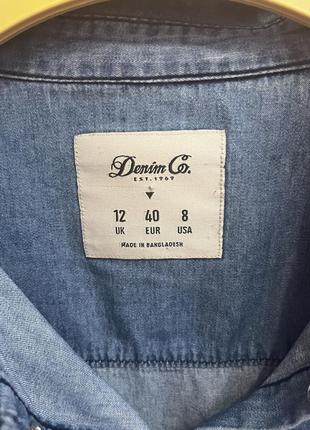 Denim Co.
EST. 1969
12 40 8
UK EUR USA
MADE IN BANGLADESH